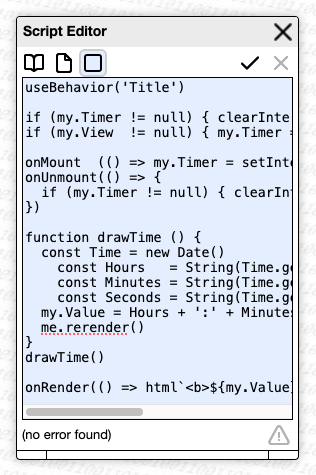 Script Editor
useBehavior('Title')
if (my.Timer != null) { clearInte
if (my.View  != null) { my.Timer =
onMount  (() => my.Timer = setInte
onUnmount(() => {
  if (my.Timer != null) { clearInt
})
function drawTime () {
  const Time = new Date()
    const Hours   = String(Time.ge
    const Minutes = String(Time.ge
    const Seconds = String(Time.ge
  my.Value = Hours + ':' + Minutes
  me.rerender()
}
drawTime()
onRender(() => html`<b>${my.Value}
(no error found)